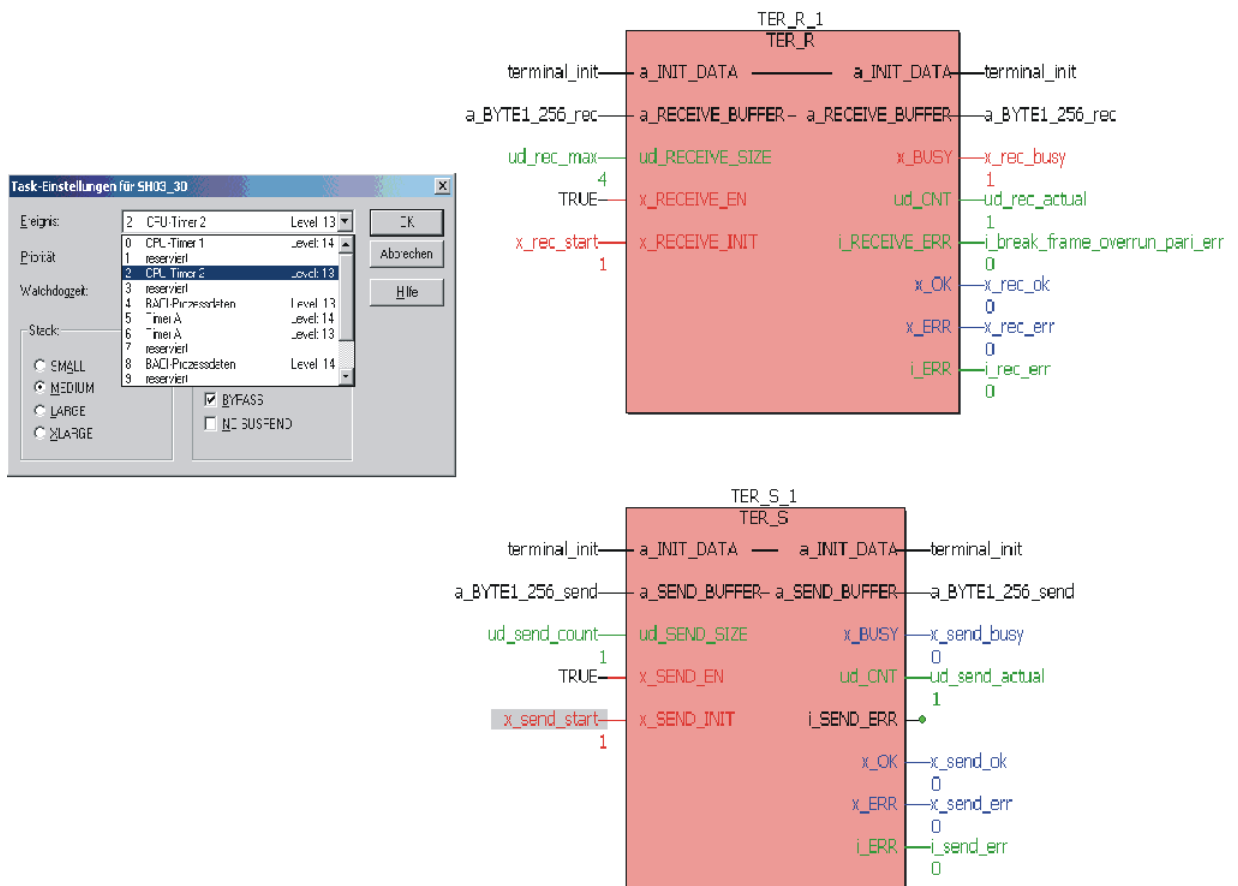 Task-Einstellungen für SH03_30
Ereignis:
2 CPU-Timer 2 Level: 13
0 CPU-Timer 1 Level: 14
1 reserviert
2 CPU-Timer 2 Level: 13
3 reserviert
4 BACI-Prozessdaten Level: 13
5 Timer A Level: 14
6 Timer A Level: 13
7 reserviert
8 BACI-Prozessdaten Level: 14
9 reserviert
Priorität
Watchdogzeit:
Stack:
SMALL
MEDIUM
LARGE
XLARGE
BYPASS
NO SUSPEND
OK
Abbrechen
Hilfe
TER_R_1
TER_R
terminal_init a_INIT_DATA a_INIT_DATA terminal_init
a_BYTE1_256_rec a_RECEIVE_BUFFER a_RECEIVE_BUFFER a_BYTE1_256_rec
ud_rec_max ud_RECEIVE_SIZE x_BUSY x_rec_busy
4 1
TRUE x_RECEIVE_EN ud_CNT ud_rec_actual
1
x_rec_start x_RECEIVE_INIT i_RECEIVE_ERR i_break_frame_overrun_pari_err
1 0
x_OK x_rec_ok
0
x_ERR x_rec_err
0
i_ERR i_rec_err
0
TER_S_1
TER_S
terminal_init a_INIT_DATA a_INIT_DATA terminal_init
a_BYTE1_256_send a_SEND_BUFFER a_SEND_BUFFER a_BYTE1_256_send
ud_send_count ud_SEND_SIZE x_BUSY x_send_busy
1 0
TRUE x_SEND_EN ud_CNT ud_send_actual
1
x_send_start x_SEND_INIT i_SEND_ERR
1
x_OK x_send_ok
0
x_ERR x_send_err
0
i_ERR i_send_err
0